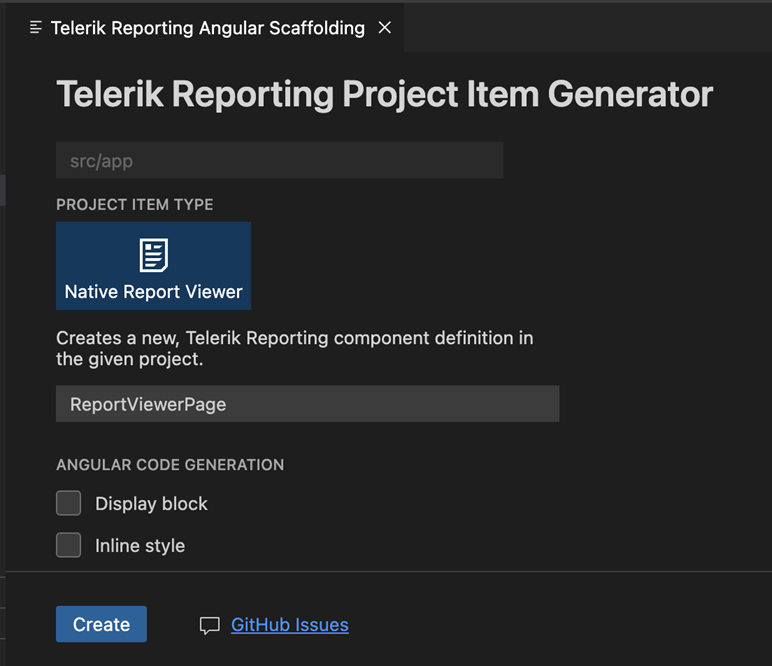 Telerik Reporting Angular Scaffolding
Telerik Reporting Project Item Generator
src/app
PROJECT ITEM TYPE
Native Report Viewer
Creates a new, Telerik Reporting component definition in
the given project.
ReportViewerPage
ANGULAR CODE GENERATION
Display block
Inline style
Create
GitHub Issues